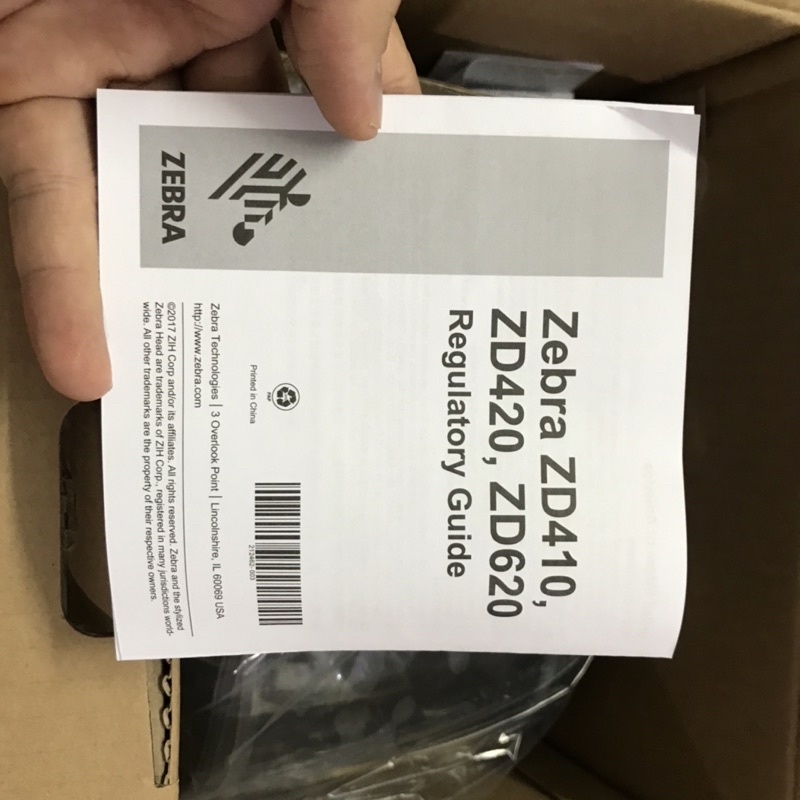 ZEBRA
Zebra ZD410,
ZD420, ZD620
Regulatory Guide
PAP
Printed in China
212462-003
Zebra Technologies | 3 Overlook Point | Lincolnshire, IL 60069 USA
http://www.zebra.com
©2017 ZIH Corp and/or its affiliates. All rights reserved. Zebra and the stylized
Zebra Head are trademarks of ZIH Corp., registered in many jurisdictions world-
wide. All other trademarks are the property of their respective owners.